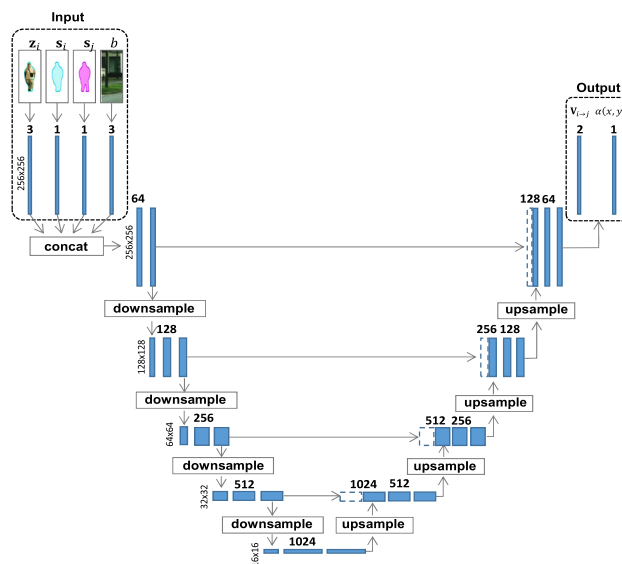 Input
z_i s_i s_j b
3 1 1 3
256x256
concat
64
256x256
downsample
128
128x128
downsample
256
64x64
downsample
512
32x32
downsample
1024
16x16
upsample
1024 512
upsample
512 256
upsample
256 128
upsample
128 64
Output
V_{i→j} α(x, y
2 1